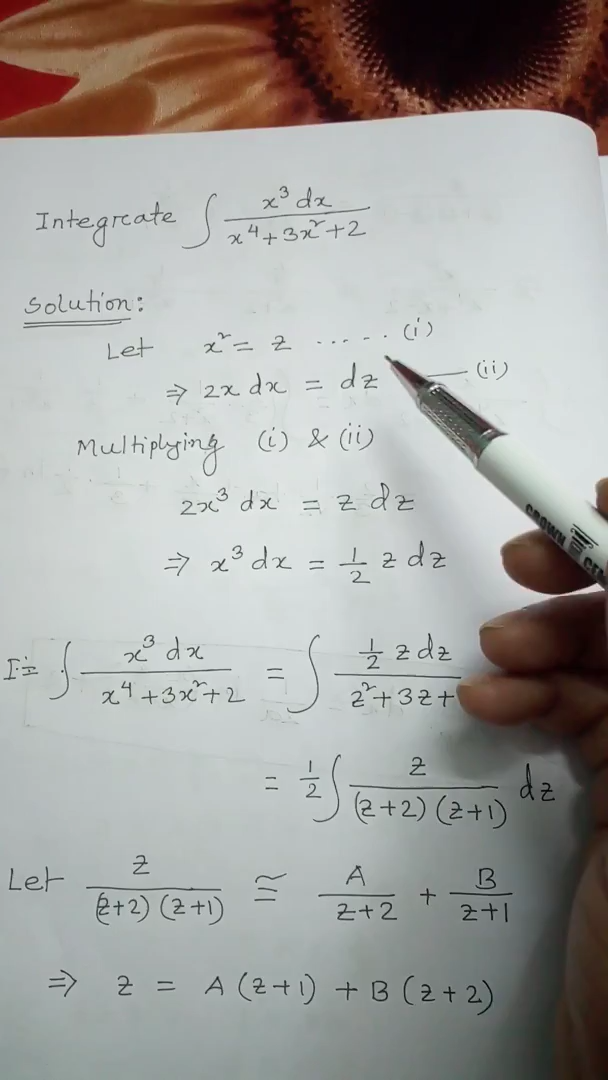 Integrcate ∫ x³ dx / x⁴+3x²+2
Solution:
Let x² = z ..... (i)
⇒ 2x dx = dz — (ii)
Multiplying (i) & (ii)
2x³ dx = z dz
⇒ x³ dx = 1/2 z dz
I = ∫ x³ dx / x⁴+3x²+2 = ∫ 1/2 z dz / z²+3z+
= 1/2 ∫ z / (z+2) (z+1) dz
Let z / (z+2) (z+1) ≅ A / z+2 + B / z+1
⇒ z = A (z+1) + B (z+2)
CROWN